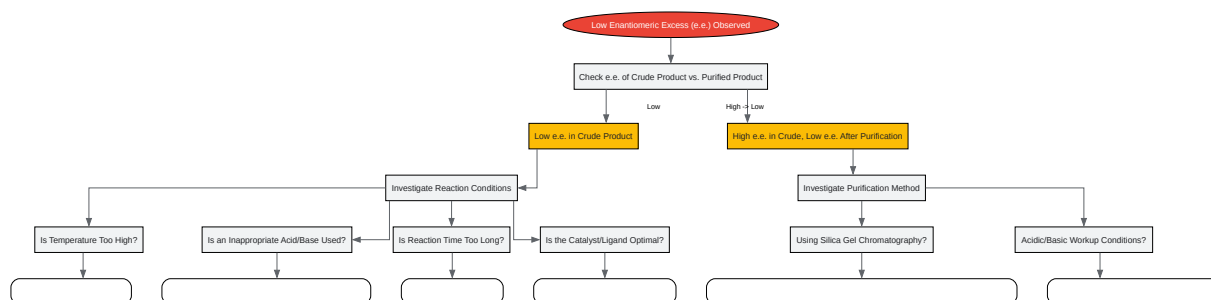 Low Enantiomeric Excess (e.e.) Observed
Check e.e. of Crude Product vs. Purified Product
Low
High -> Low
Low e.e. in Crude Product
High e.e. in Crude, Low e.e. After Purification
Investigate Reaction Conditions
Investigate Purification Method
Is Temperature Too High?
Is an Inappropriate Acid/Base Used?
Is Reaction Time Too Long?
Is the Catalyst/Ligand Optimal?
Using Silica Gel Chromatography?
Acidic/Basic Workup Conditions?